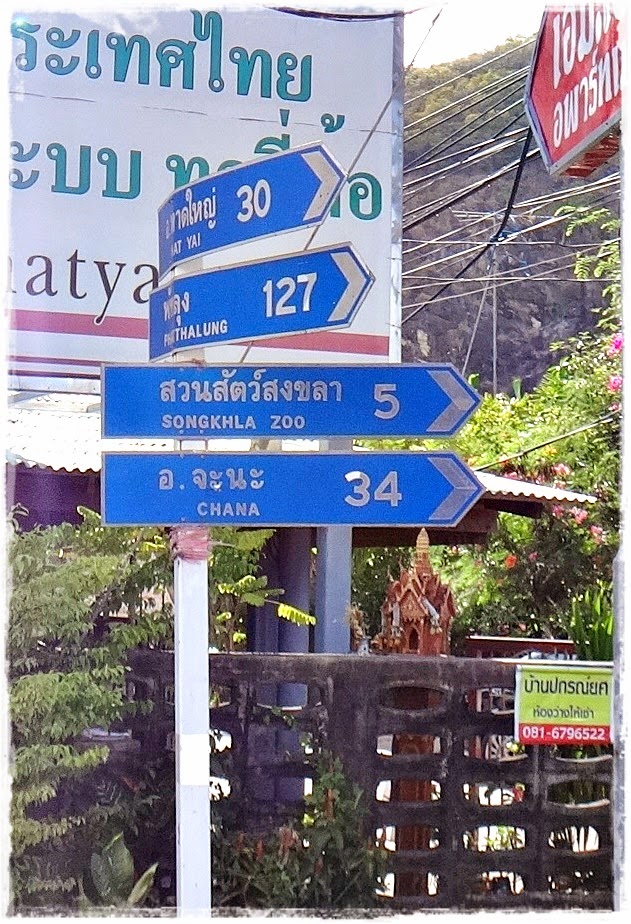 ระเทศไทย
ะบบ
natya
อ.หาดใหญ่ 30
HAT YAI
127
PHATTHALUNG
สวนสัตว์สงขลา 5
SONGKHLA ZOO
อ.จะนะ 34
CHANA
บ้านปกรณ์ยศ
ห้องว่างให้เช่า
081-6796522